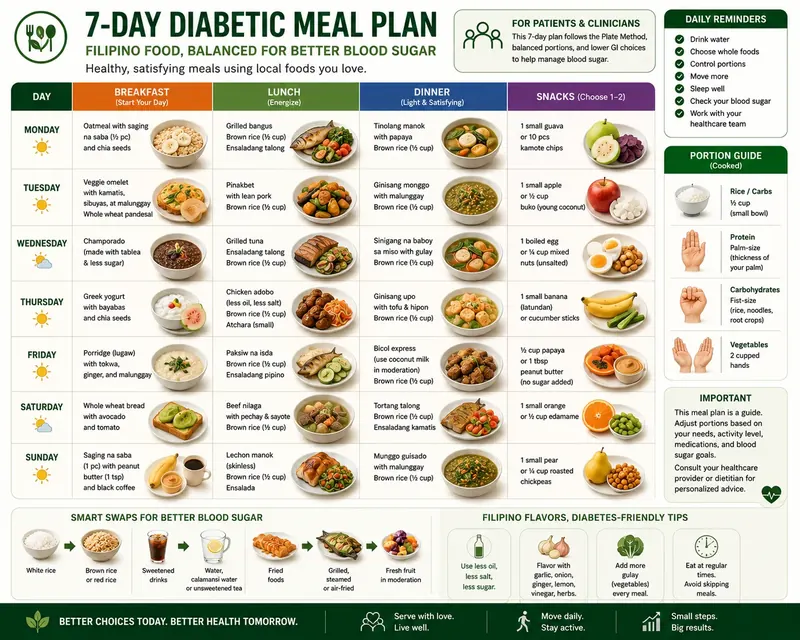 7-DAY DIABETIC MEAL PLAN
FILIPINO FOOD, BALANCED FOR BETTER BLOOD SUGAR
Healthy, satisfying meals using local foods you love.
FOR PATIENTS & CLINICIANS
This 7-day plan follows the Plate Method,
balanced portions, and lower GI choices
to help manage blood sugar.
DAILY REMINDERS
Drink water
Choose whole foods
Control portions
Move more
Sleep well
Check your blood sugar
Work with your
healthcare team
DAY
BREAKFAST
(Start Your Day)
LUNCH
(Energize)
DINNER
(Light & Satisfying)
SNACKS (Choose 1–2)
MONDAY
Oatmeal with saging
na saba (½ pc)
and chia seeds
Grilled bangus
Brown rice (½ cup)
Ensaladang talong
Tinolang manok
with papaya
Brown rice (½ cup)
1 small guava
or 10 pcs
kamote chips
TUESDAY
Veggie omelet
with kamatis,
sibuyas, at malunggay
Whole wheat pandesal
Pinakbet
with lean pork
Brown rice (½ cup)
Ginisang monggo
with malunggay
Brown rice (½ cup)
1 small apple
or ½ cup
buko (young coconut)
WEDNESDAY
Champorado
(made with tablea
& less sugar)
Grilled tuna
Ensaladang talong
Brown rice (½ cup)
Sinigang na baboy
sa miso with gulay
Brown rice (½ cup)
1 boiled egg
or ¼ cup mixed
nuts (unsalted)
THURSDAY
Greek yogurt
with bayabas
and chia seeds
Chicken adobo
(less oil, less salt)
Brown rice (½ cup)
Atchara (small)
Ginisang upo
with tofu & hipon
Brown rice (½ cup)
1 small banana
(latundan)
or cucumber sticks
FRIDAY
Porridge (lugaw)
with tokwa,
ginger, and malunggay
Paksiw na isda
Brown rice (½ cup)
Ensaladang pipino
Bicol express
(use coconut milk
in moderation)
Brown rice (½ cup)
½ cup papaya
or 1 tbsp
peanut butter
(no sugar added)
SATURDAY
Whole wheat bread
with avocado
and tomato
Beef nilaga
with pechay & sayote
Brown rice (½ cup)
Tortang talong
Brown rice (½ cup)
Ensaladang kamatis
1 small orange
or ½ cup edamame
SUNDAY
Saging na saba
(1 pc) with peanut
butter (1 tsp)
and black coffee
Lechon manok
(skinless)
Brown rice (½ cup)
Ensalada
Munggo guisado
with malunggay
Brown rice (½ cup)
1 small pear
or ¼ cup roasted
chickpeas
PORTION GUIDE
(Cooked)
Rice / Carbs
½ cup
(small bowl)
Protein
Palm-size
(thickness of
your palm)
Carbohydrates
Fist-size
(rice, noodles,
root crops)
Vegetables
2 cupped
hands
IMPORTANT
This meal plan is a guide.
Adjust portions based on
your needs, activity level,
medications, and blood
sugar goals.
Consult your healthcare
provider or dietitian for
personalized advice.
SMART SWAPS FOR BETTER BLOOD SUGAR
White rice
Brown rice
or red rice
Sweetened
drinks
Water,
calamansi water
or unsweetened tea
Fried
foods
Grilled,
steamed
or air-fried
Fresh fruit
in moderation
FILIPINO FLAVORS, DIABETES-FRIENDLY TIPS
Use less oil,
less salt,
less sugar.
Flavor with
garlic, onion,
ginger, lemon,
vinegar, herbs.
Add more
gulay
(vegetables)
every meal.
Eat at regular
times.
Avoid skipping
meals.
BETTER CHOICES TODAY. BETTER HEALTH TOMORROW.
Serve with love.
Live well.
Move daily.
Stay active.
Small steps.
Big results.